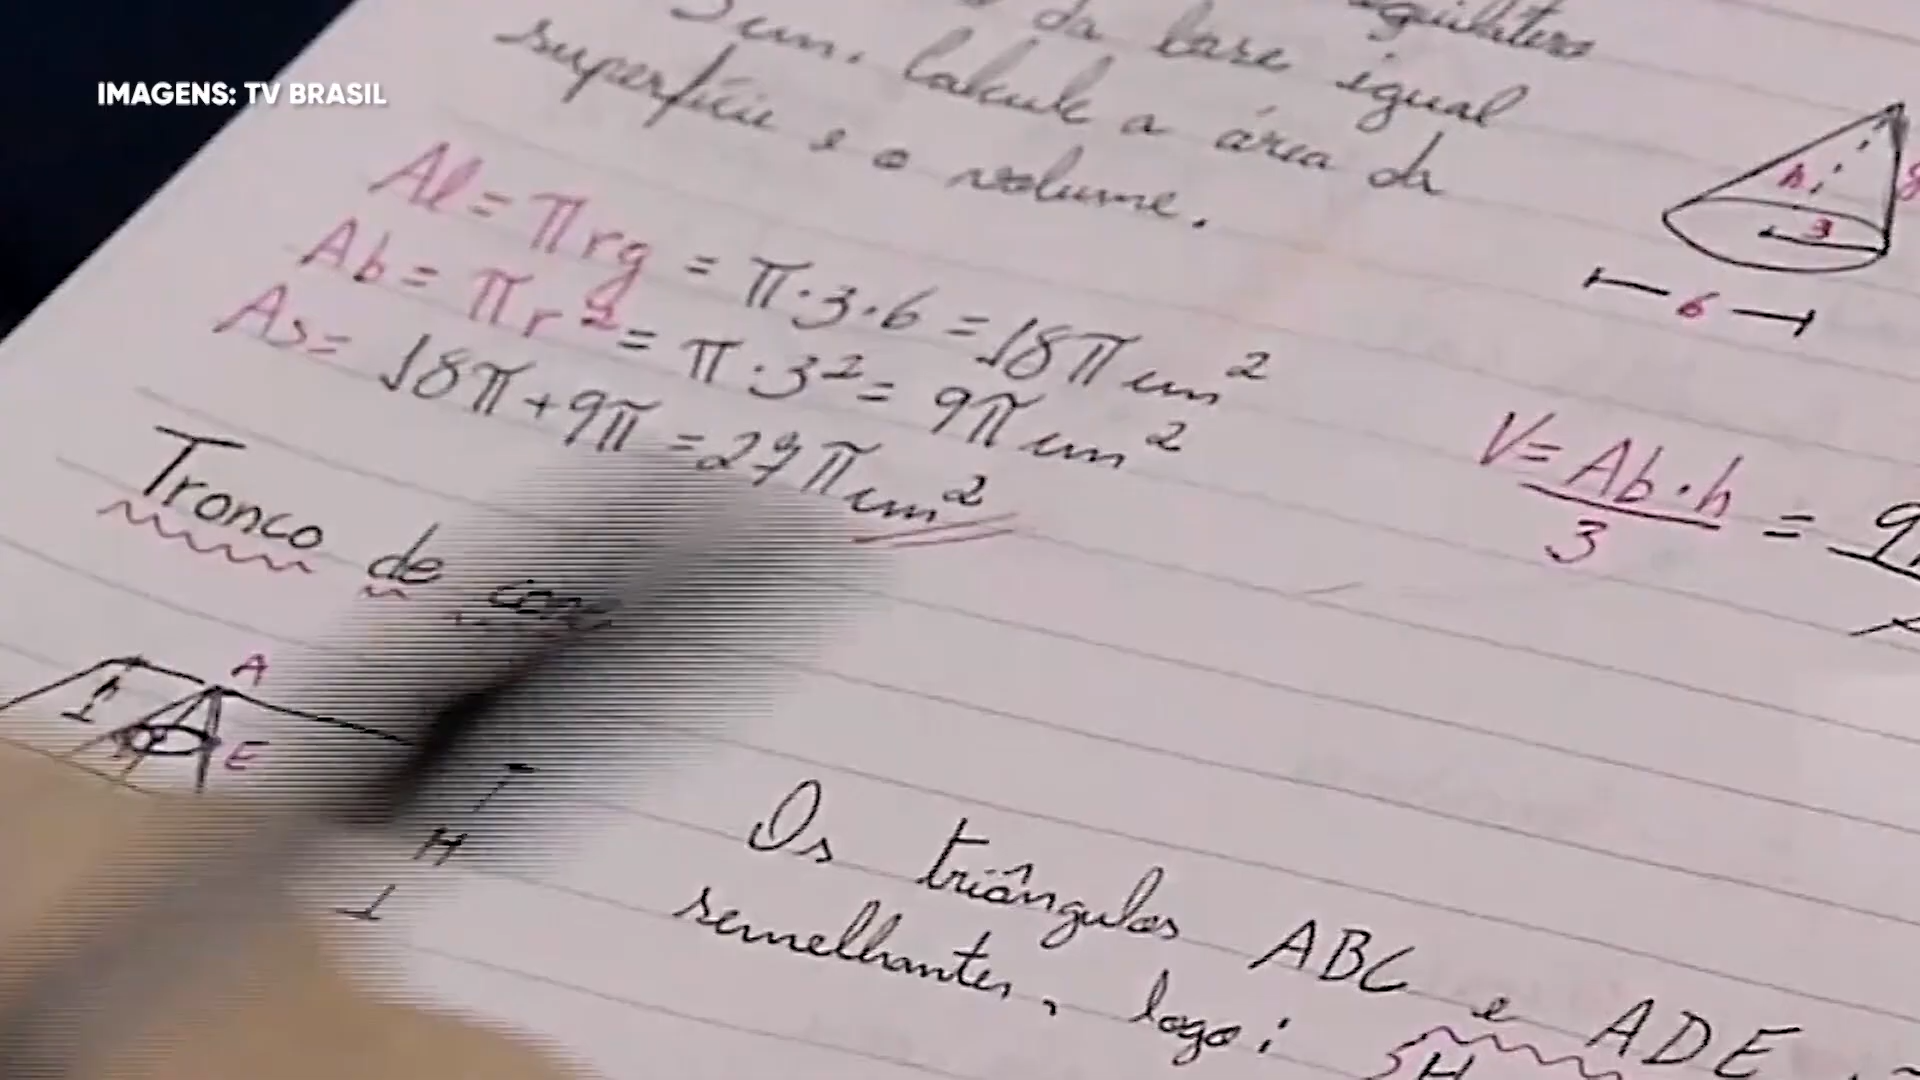 IMAGENS: TV BRASIL
da base igual
3cm. Calcule a área da
superfície e o volume.
Al = πrg = π·3·6 = 18π cm²
Ab = πr² = π·3² = 9π cm²
As = 18π + 9π = 27π cm²
h
3
6
V = Ab·h = 9
3
Tronco de cone
A
E
H
Os triângulos ABC e ADE
semelhantes, logo:
H